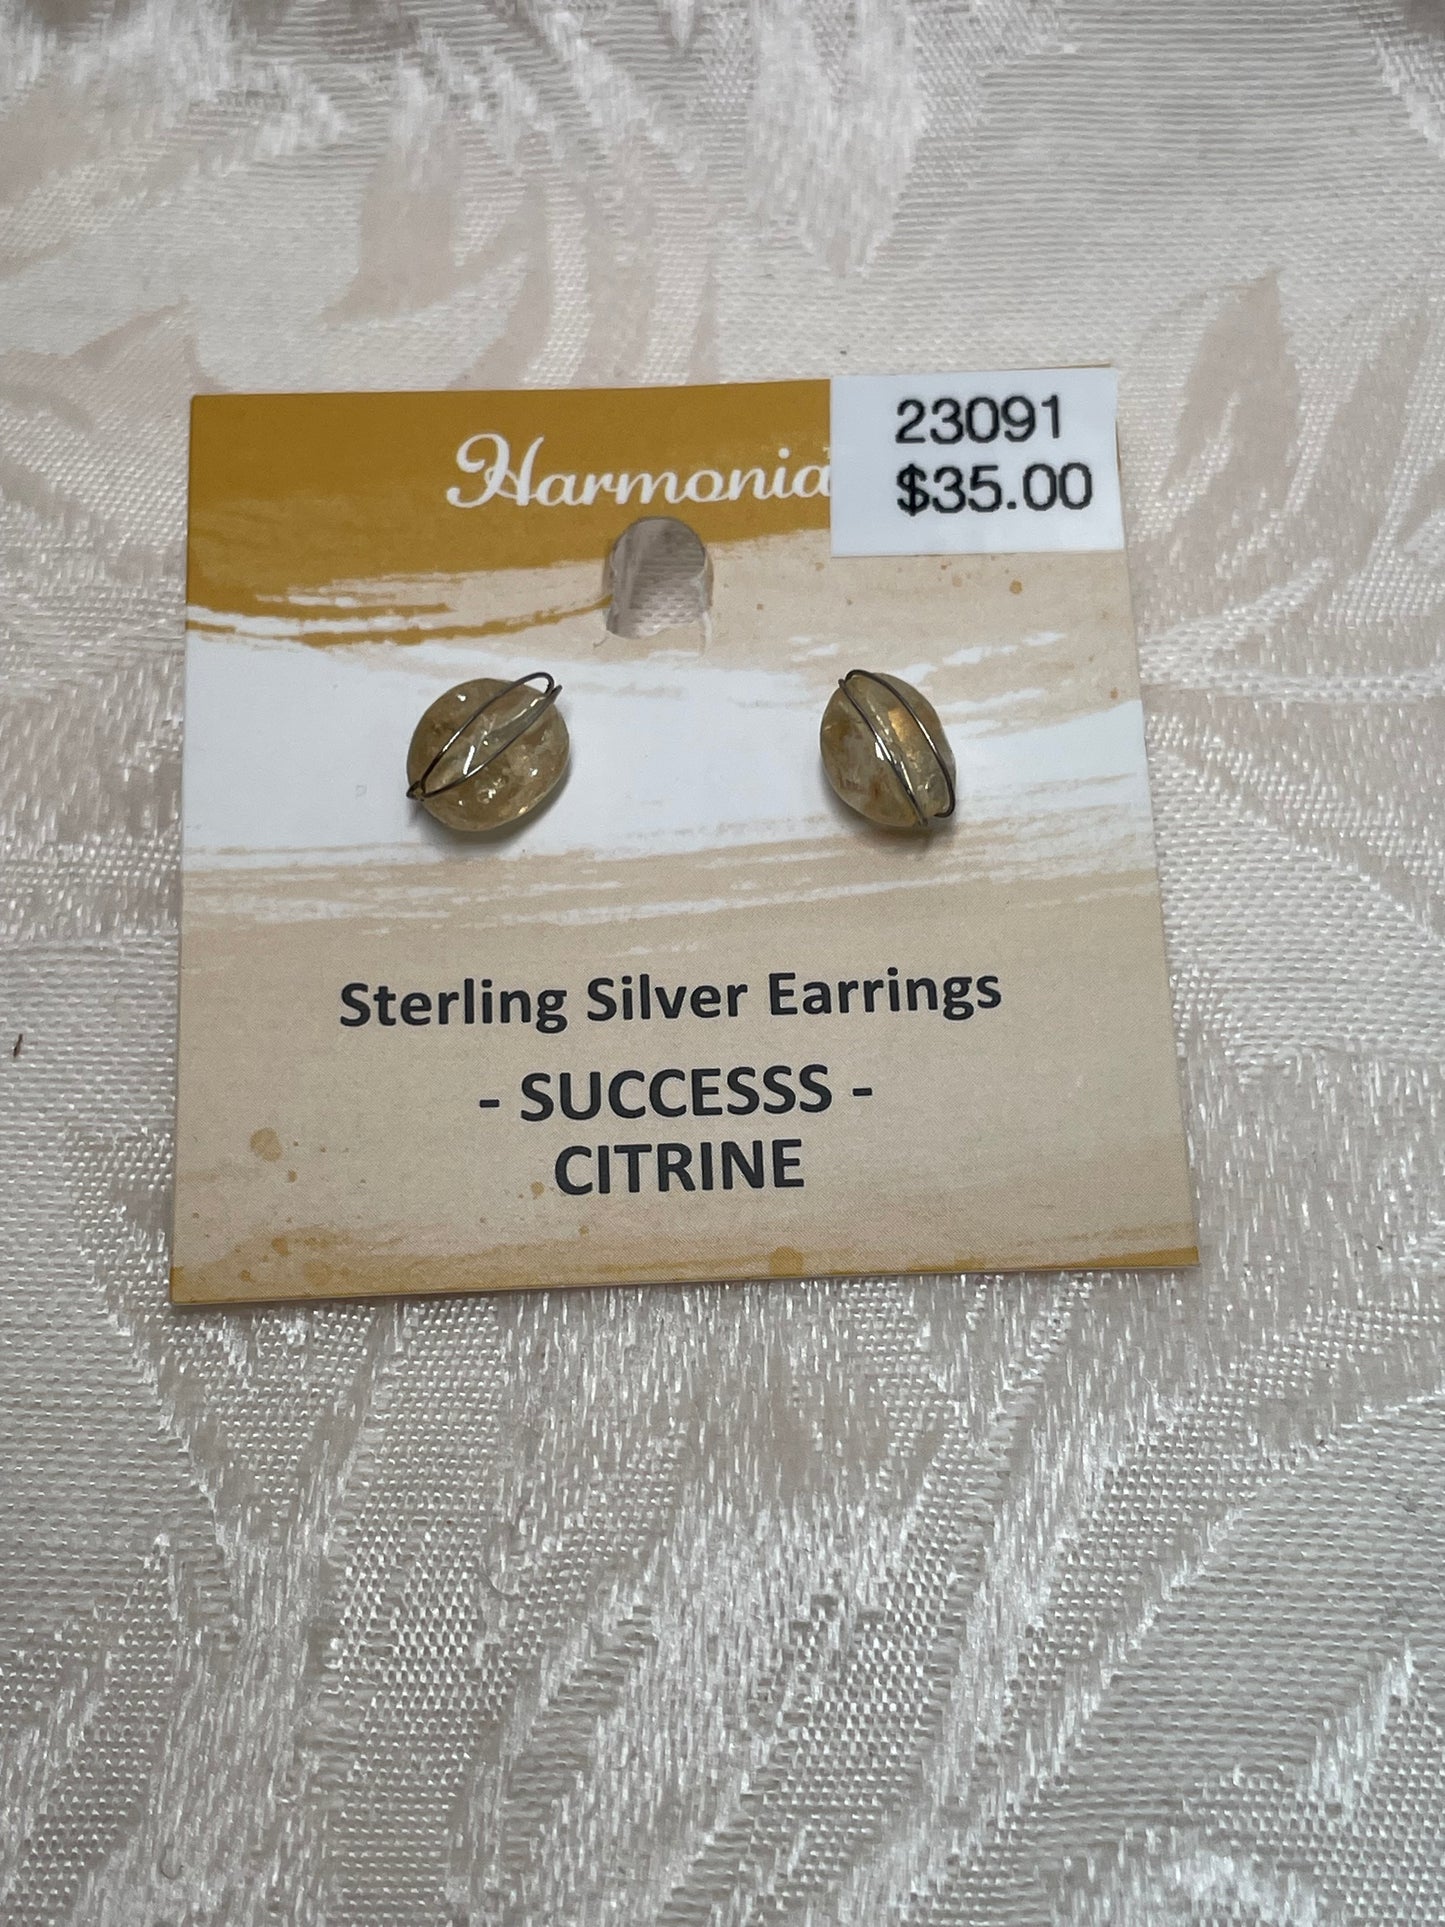 Harmonia
23091
$35.00
Sterling Silver Earrings
- SUCCESSS -
CITRINE